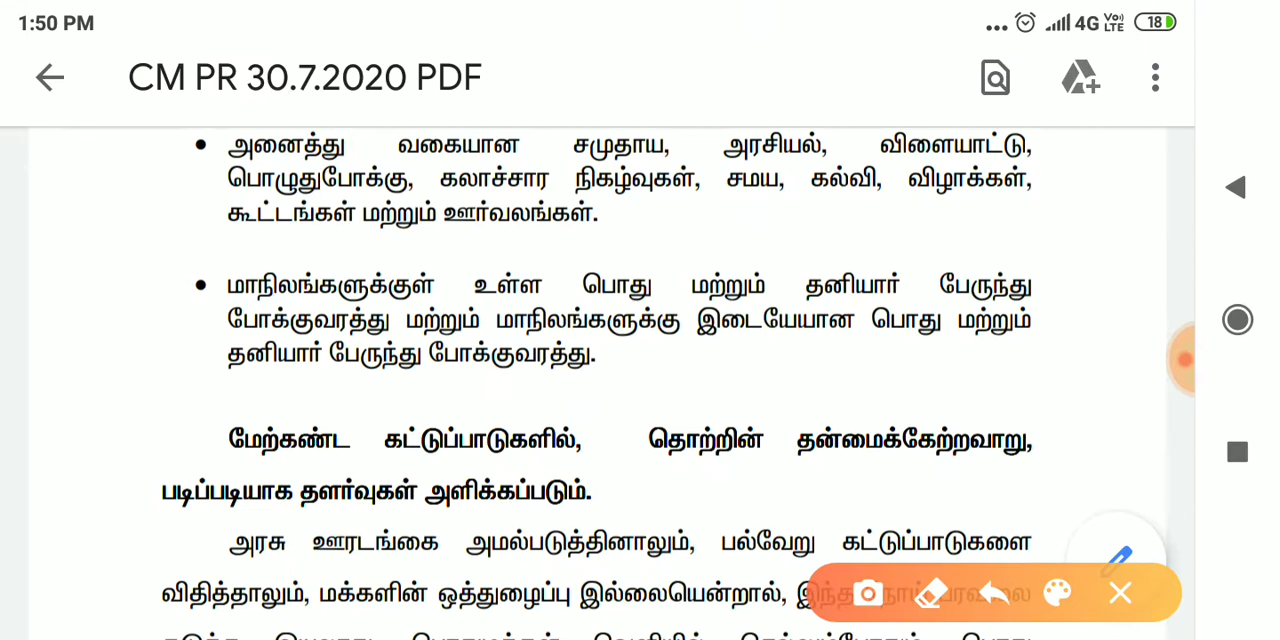 1:50 PM
4G VoI) LTE 18
CM PR 30.7.2020 PDF
• அனைத்து வகையான சமுதாய, அரசியல், விளையாட்டு,
பொழுதுபோக்கு, கலாச்சார நிகழ்வுகள், சமய, கல்வி, விழாக்கள்,
கூட்டங்கள் மற்றும் ஊர்வலங்கள்.
• மாநிலங்களுக்குள் உள்ள பொது மற்றும் தனியார் பேருந்து
போக்குவரத்து மற்றும் மாநிலங்களுக்கு இடையேயான பொது மற்றும்
தனியார் பேருந்து போக்குவரத்து.
மேற்கண்ட கட்டுப்பாடுகளில், தொற்றின் தன்மைக்கேற்றவாறு,
படிப்படியாக தளர்வுகள் அளிக்கப்படும்.
அரசு ஊரடங்கை அமல்படுத்தினாலும், பல்வேறு கட்டுப்பாடுகளை
விதித்தாலும், மக்களின் ஒத்துழைப்பு இல்லையென்றால், இந்த